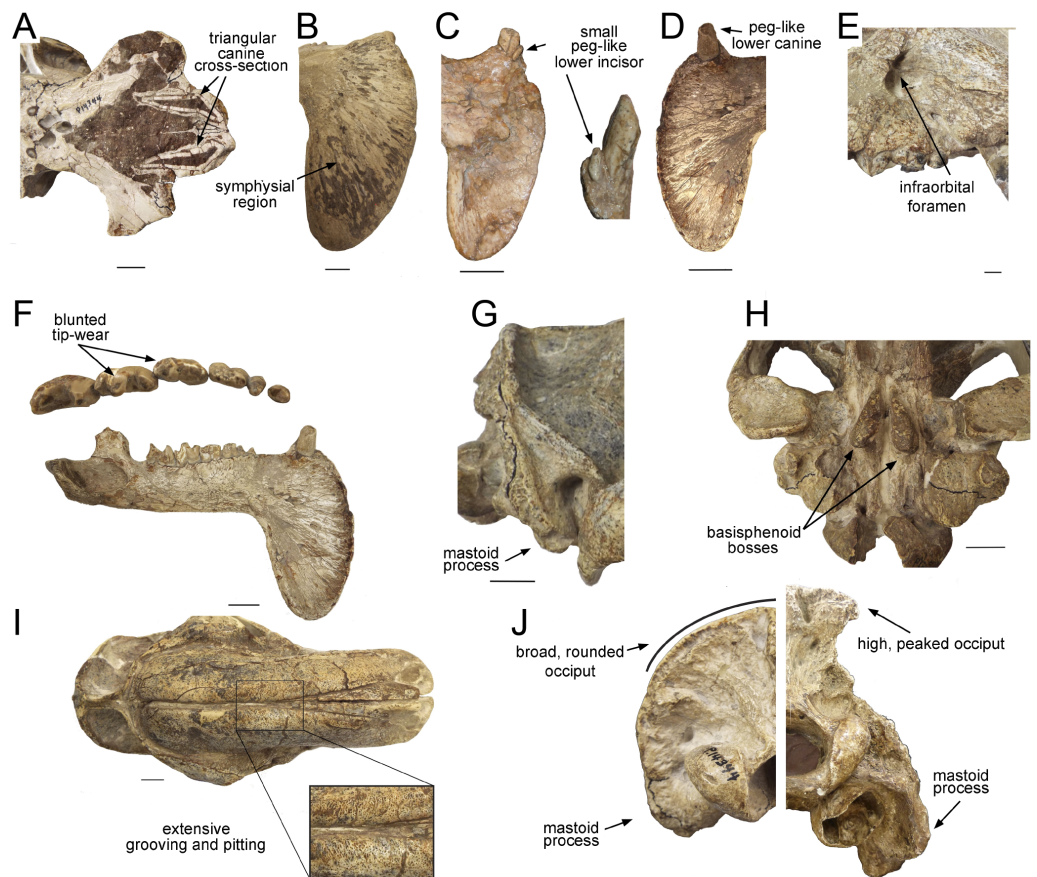 A
triangular
canine
cross-section
P14394
B
symphysial
region
C
small
peg-like
lower incisor
D
peg-like
lower canine
E
infraorbital
foramen
F
blunted
tip-wear
G
mastoid
process
H
basisphenoid
bosses
I
extensive
grooving and pitting
J
broad, rounded
occiput
P14394
mastoid
process
high, peaked occiput
mastoid
process